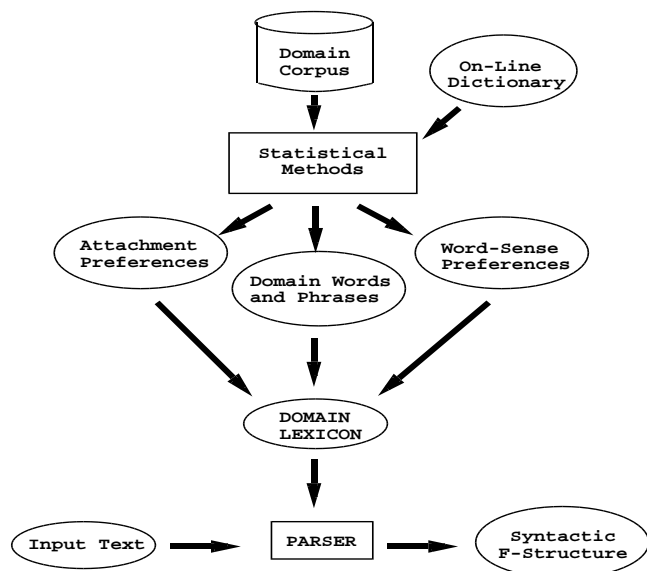 Domain
Corpus
On-Line
Dictionary
Statistical
Methods
Attachment
Preferences
Domain Words
and Phrases
Word-Sense
Preferences
DOMAIN
LEXICON
Input Text
PARSER
Syntactic
F-Structure